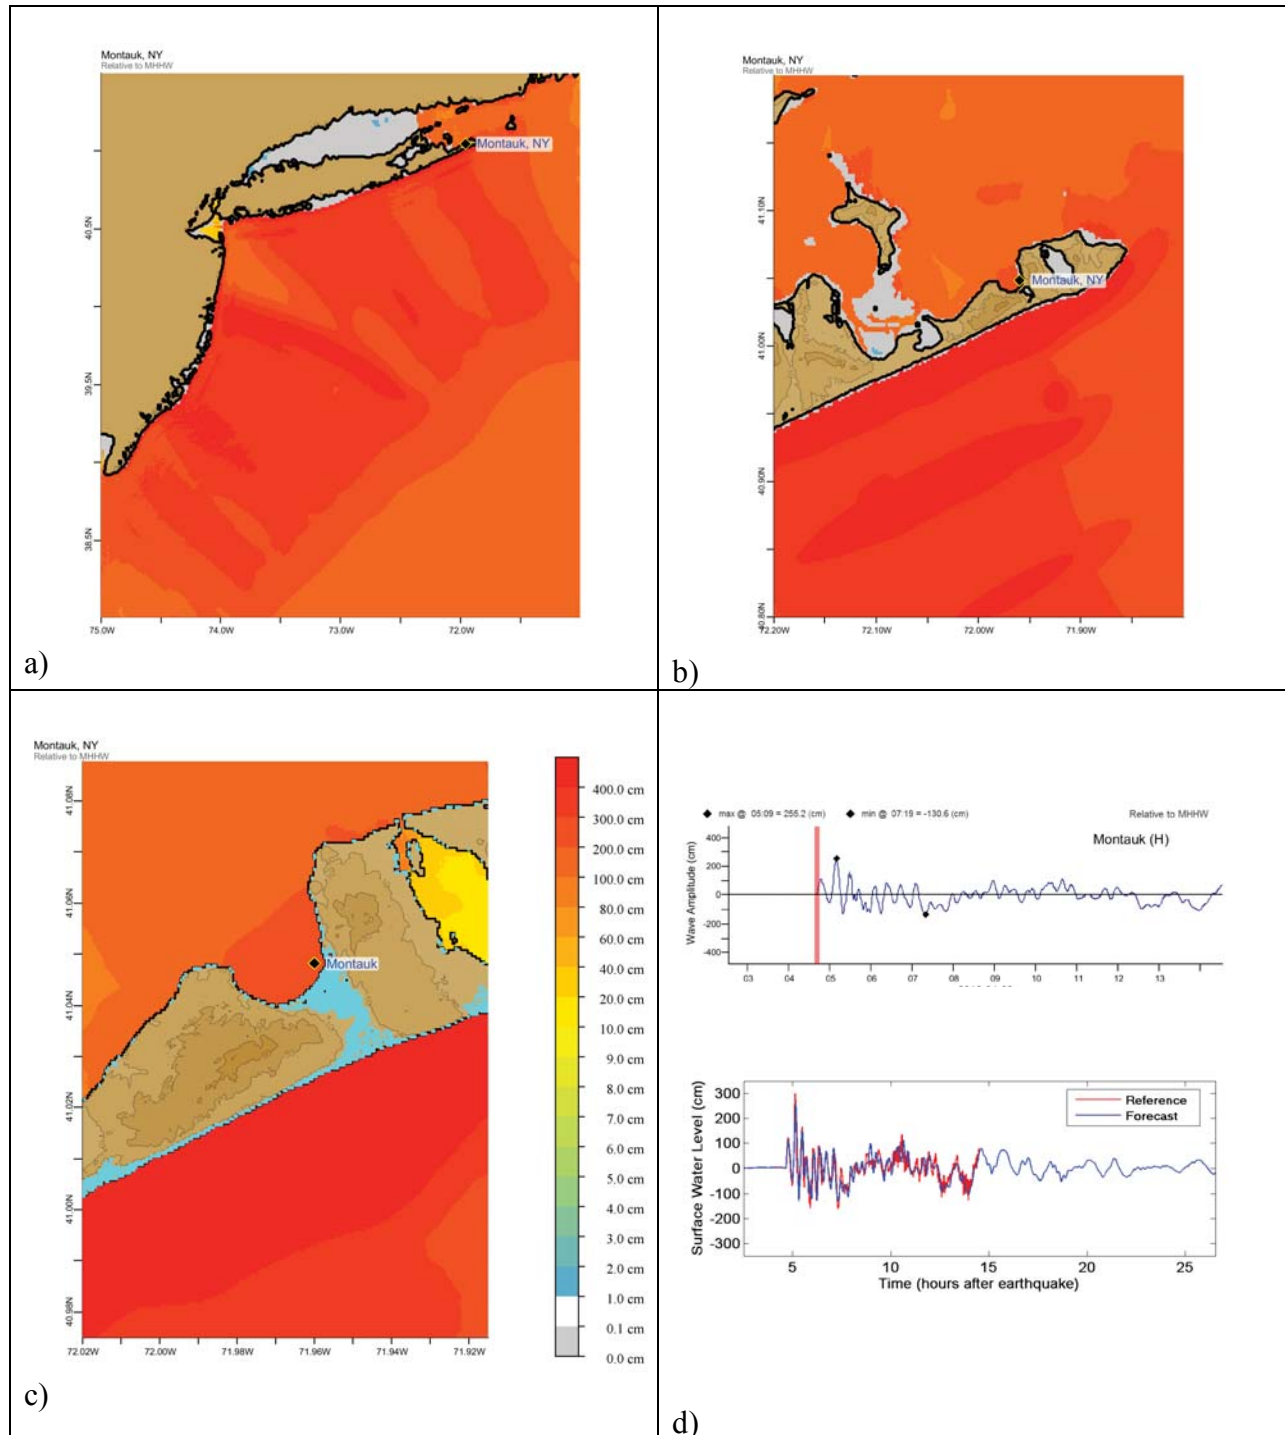 Montauk, NY
Relative to MHHW
Montauk, NY
40.5N
39.5N
38.5N
75.0W 74.0W 73.0W 72.0W
a)
Montauk, NY
Relative to MHHW
41.10N
Montauk, NY
41.00N
40.90N
40.80N
72.20W 72.10W 72.00W 71.90W
b)
Montauk, NY
Relative to MHHW
41.08N
41.06N
Montauk
41.04N
41.02N
41.00N
40.98N
72.02W 72.00W 71.98W 71.96W 71.94W 71.92W
400.0 cm
300.0 cm
200.0 cm
100.0 cm
80.0 cm
60.0 cm
40.0 cm
20.0 cm
10.0 cm
9.0 cm
8.0 cm
7.0 cm
6.0 cm
5.0 cm
4.0 cm
3.0 cm
2.0 cm
1.0 cm
0.1 cm
0.0 cm
c)
max @ 05:09 = 255.2 (cm) min @ 07:19 = -130.6 (cm) Relative to MHHW
Montauk (H)
Wave Amplitude (cm)
400
200
0
-200
-400
03 04 05 06 07 08 09 10 11 12 13
Surface Water Level (cm)
300
200
100
0
-100
-200
-300
Reference
Forecast
5 10 15 20 25
Time (hours after earthquake)
d)